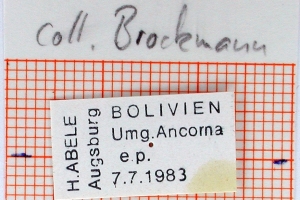 coll. Brockmann
H.ABELE
Augsburg
BOLIVIEN
Umg.Ancorna
e.p.
7.7.1983